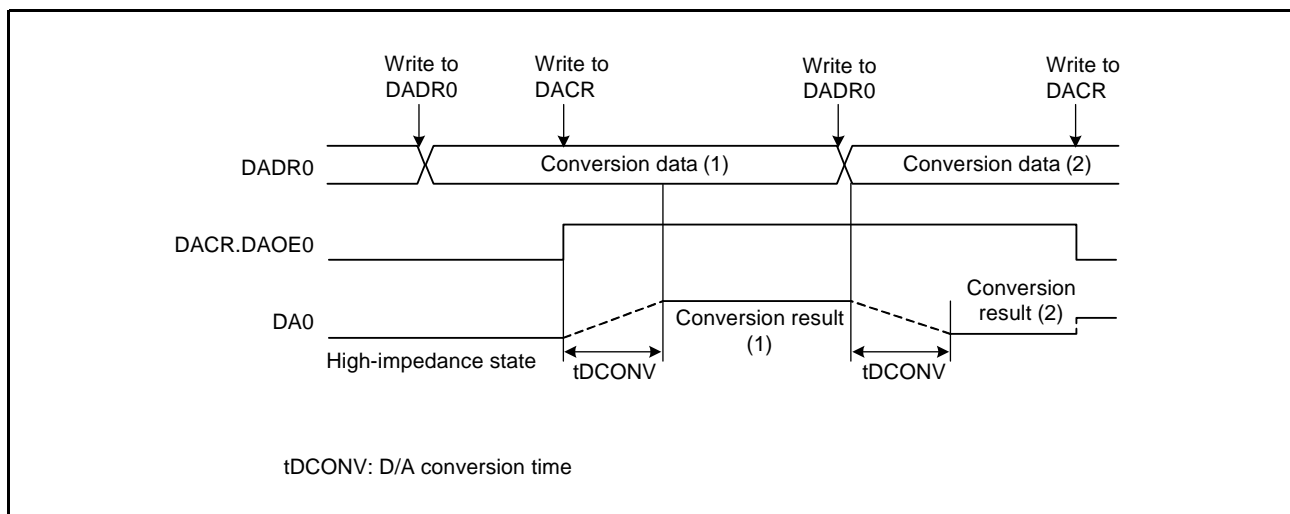 Write to
DADR0
Write to
DACR
Write to
DADR0
Write to
DACR
DADR0
Conversion data (1)
Conversion data (2)
DACR.DAOE0
DA0
High-impedance state
Conversion result
(1)
Conversion
result (2)
tDCONV
tDCONV
tDCONV: D/A conversion time